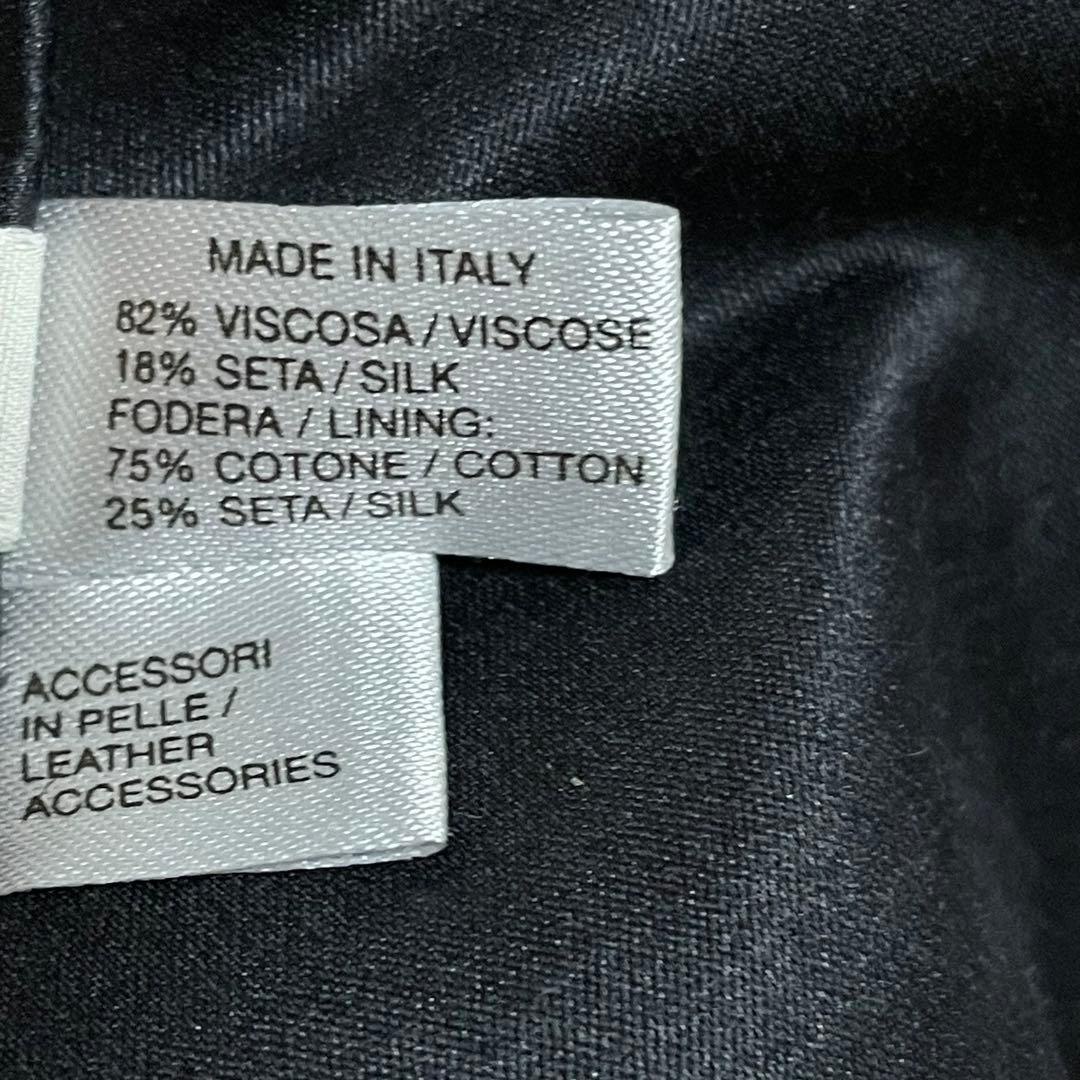 MADE IN ITALY
82% VISCOSA / VISCOSE
18% SETA / SILK
FODERA / LINING:
75% COTONE / COTTON
25% SETA / SILK
ACCESSORI
IN PELLE /
LEATHER
ACCESSORIES